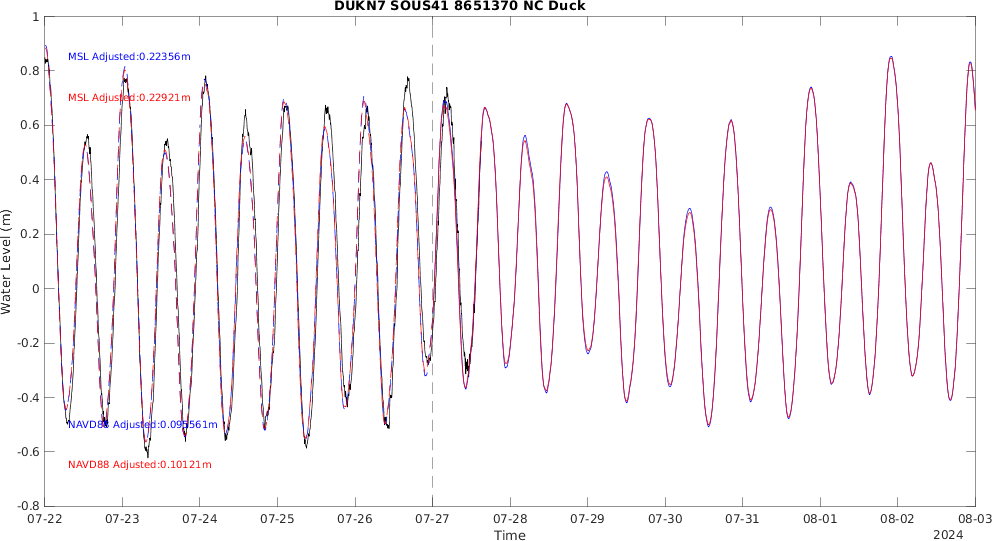 DUKN7 SOUS41 8651370 NC Duck
1
MSL Adjusted:0.22356m
0.8
MSL Adjusted:0.22921m
0.6
0.4
0.2
Water Level (m)
0
-0.2
-0.4
NAVD88 Adjusted:0.095561m
-0.6
NAVD88 Adjusted:0.10121m
-0.8
07-22 07-23 07-24 07-25 07-26 07-27 07-28 07-29 07-30 07-31 08-01 08-02 08-03
Time
2024